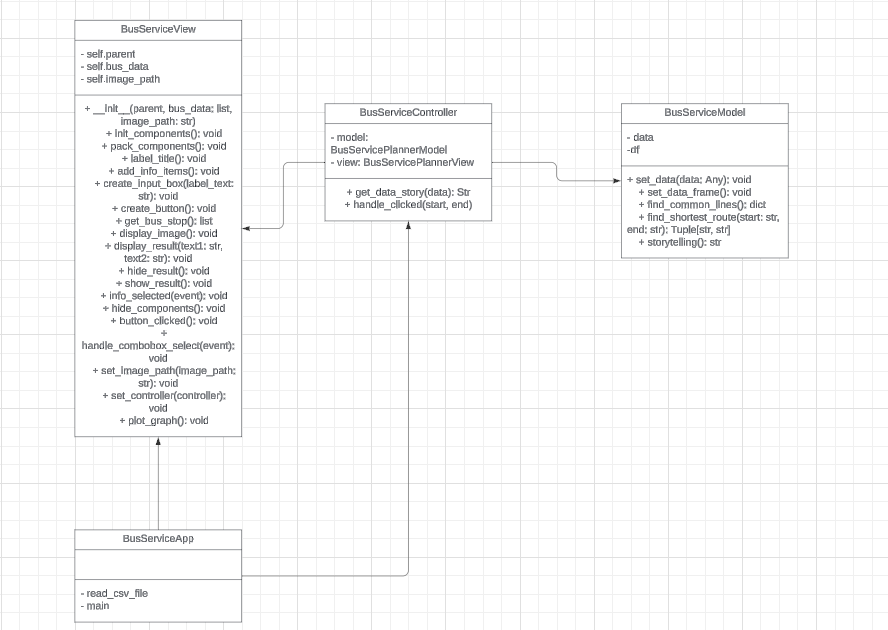 BusServiceView
- self.parent
- self.bus_data
- self.image_path
+ __init__(parent, bus_data; list,
image_path: str)
+ init_components(); void
+ pack_components(); void
+ label_title(); void
+ add_info_items(); void
+ create_input_box(label_text:
str); void
+ create_button(); void
+ get_bus_stop(); list
+ display_image(); void
+ display_result(text1: str,
text2: str); void
+ hide_result(); void
+ show_result(); void
+ info_selected(event); void
+ hide_components(); void
+ button_clicked(); void
+
handle_combobox_select(event);
void
+ set_image_path(image_path;
str); void
+ set_controller(controller);
void
+ plot_graph(); void
BusServiceController
- model:
BusServicePlannerModel
- view: BusServicePlannerView
+ get_data_story(data): Str
+ handle_clicked(start, end)
BusServiceModel
- data
-df
+ set_data(data; Any); void
+ set_data_frame(); void
+ find_common_lines(); dict
+ find_shortest_route(start: str,
end; str); Tuple[str, str]
+ storytelling(); str
BusServiceApp
- read_csv_file
- main